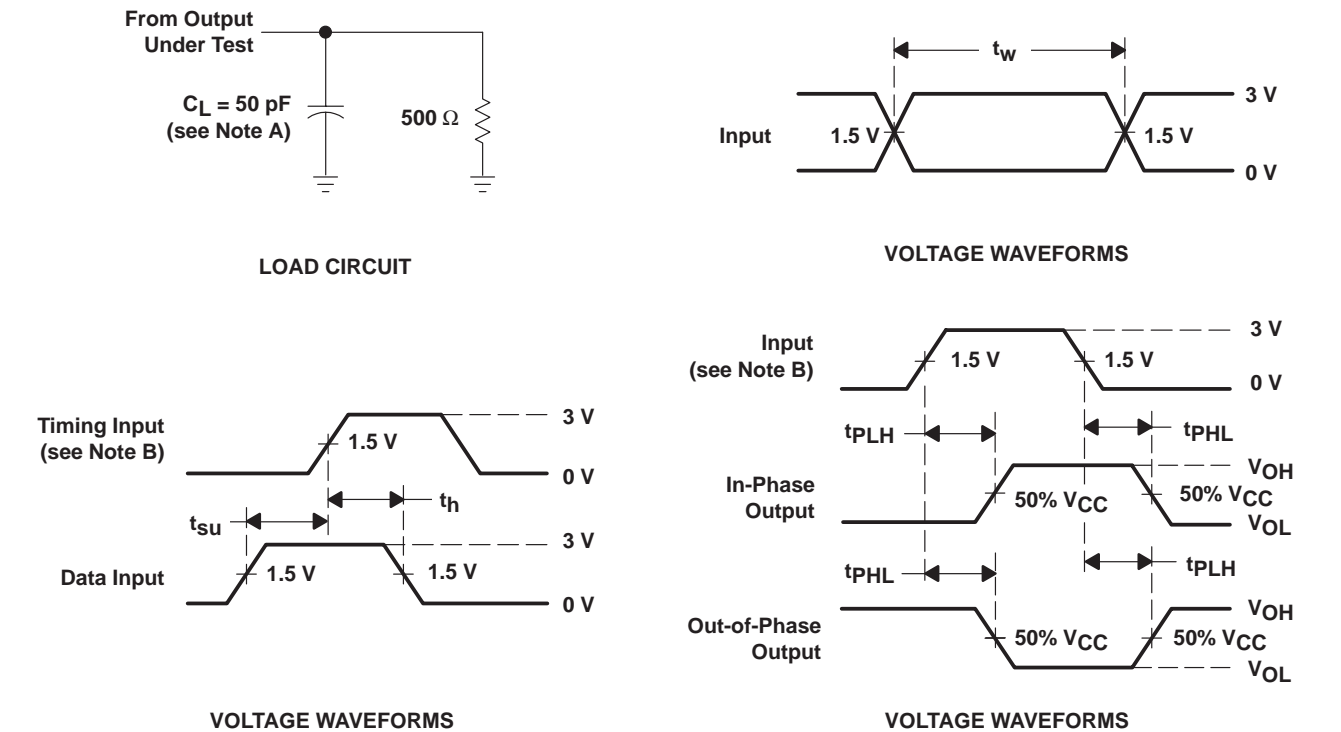 From Output
Under Test
CL = 50 pF
(see Note A)
500 Ω
LOAD CIRCUIT
tw
Input
1.5 V
1.5 V
3 V
0 V
VOLTAGE WAVEFORMS
Timing Input
(see Note B)
1.5 V
3 V
0 V
th
tsu
Data Input
1.5 V
1.5 V
3 V
0 V
VOLTAGE WAVEFORMS
Input
(see Note B)
1.5 V
1.5 V
3 V
0 V
tPLH
tPHL
In-Phase
Output
50% VCC
50% VCC
VOH
VOL
tPHL
tPLH
Out-of-Phase
Output
50% VCC
50% VCC
VOH
VOL
VOLTAGE WAVEFORMS